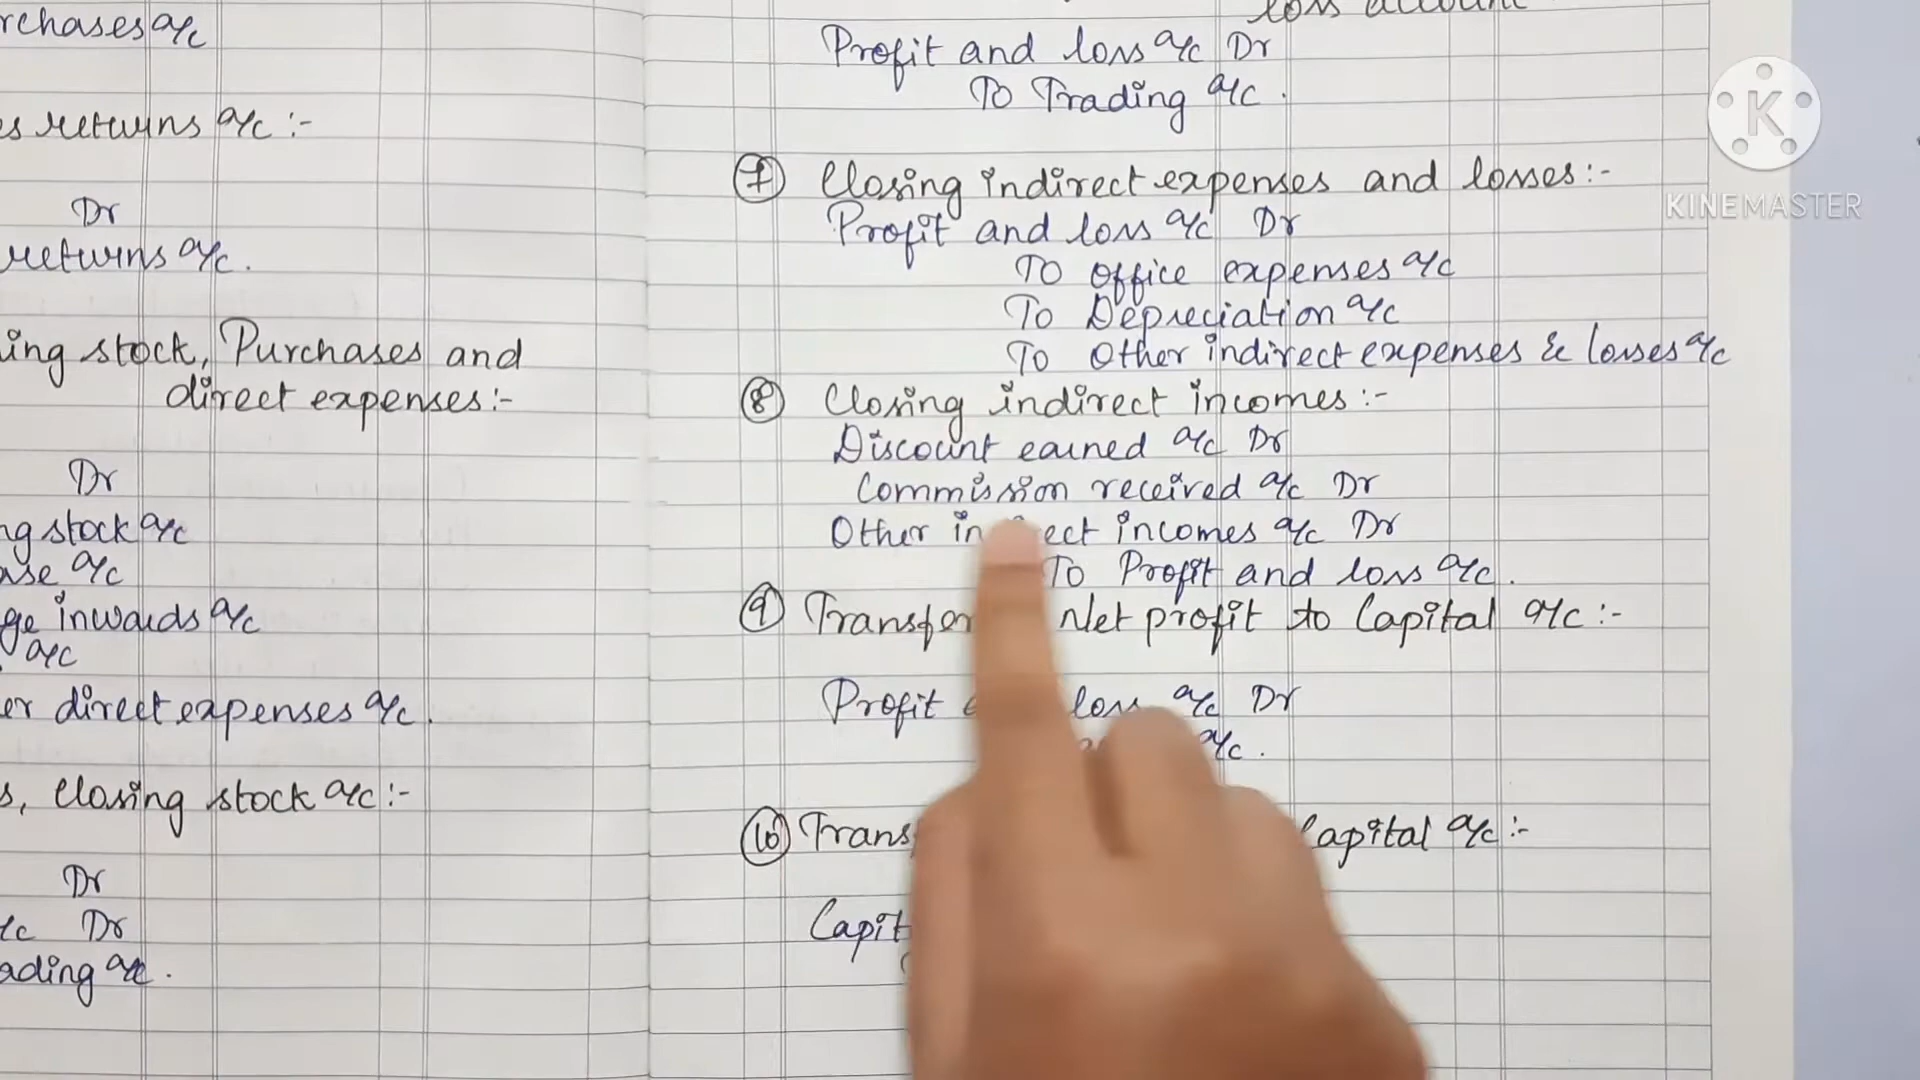 rchases a/c
s returns a/c :-
Dr
returns a/c.
ing stock, Purchases and
direct expenses:-
Dr
ng stock a/c
ase a/c
ge inwards a/c
a/c
er direct expenses a/c.
s, Closing stock a/c:-
Dr
a/c Dr
ading a/c.
loss account
Profit and loss a/c Dr
To Trading a/c.
⑦ Closing indirect expenses and losses:-
Profit and loss a/c Dr
To Office expenses a/c
To Depreciation a/c
To Other indirect expenses & losses a/c
⑧ Closing indirect incomes:-
Discount earned a/c Dr
Commission received a/c Dr
Other in ect incomes a/c Dr
To Profit and loss a/c.
⑨ Transfer Net profit to Capital a/c:-
Profit loss a/c Dr
a/c.
⑩ Trans Capital a/c:-
Capit
K
KINEMASTER